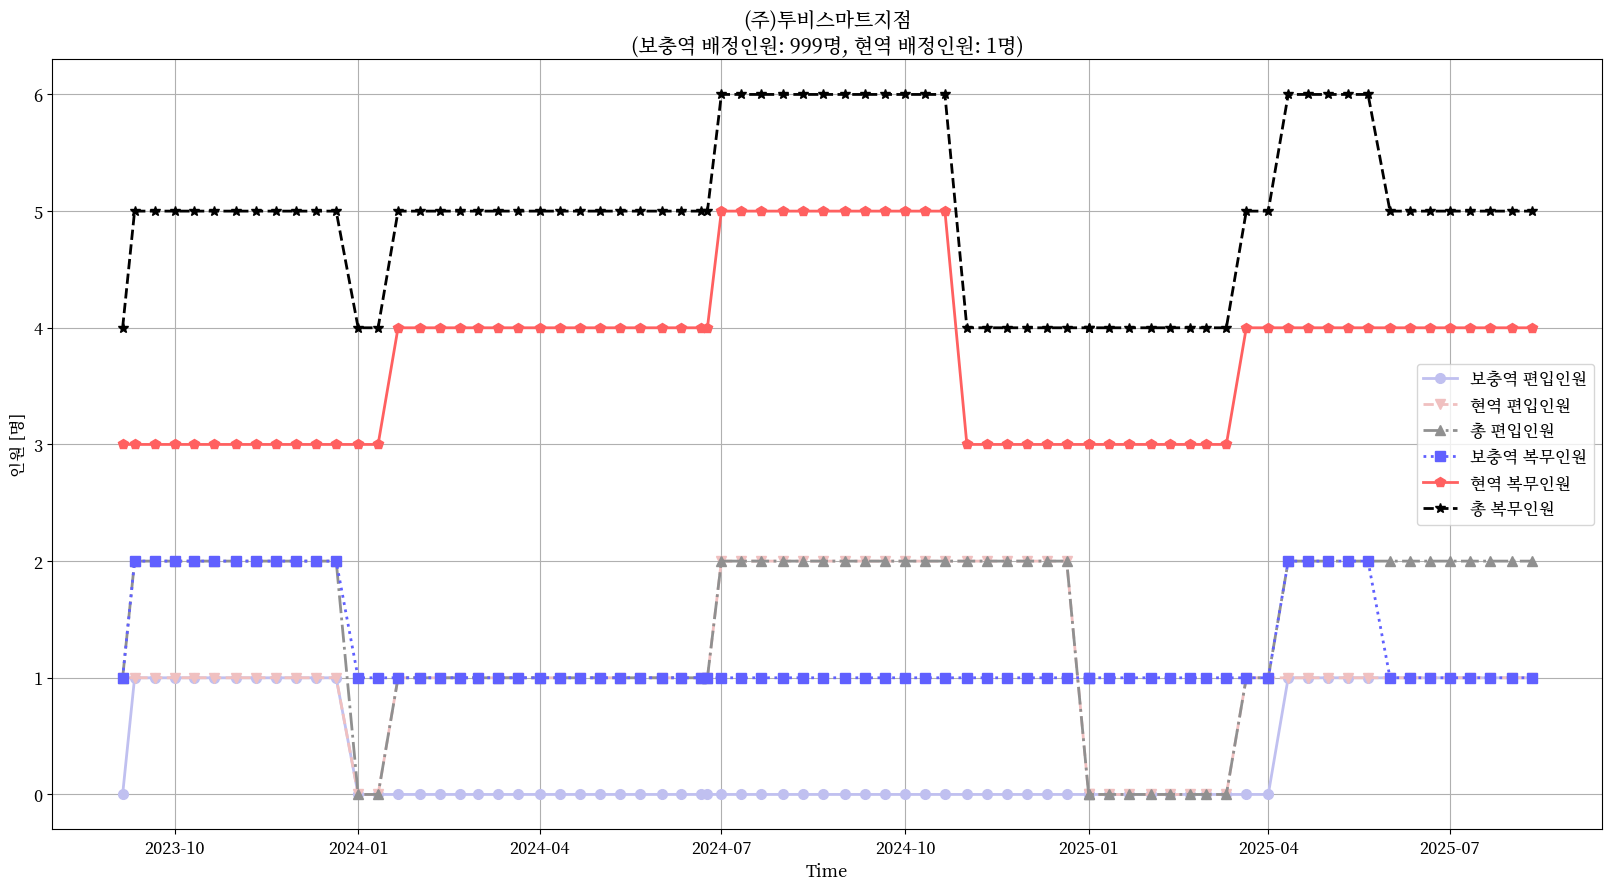 (주)투비스마트지점
(보충역 배정인원: 999명, 현역 배정인원: 1명)
6
5
4
3
2
1
0
인원 [명]
보충역 편입인원
현역 편입인원
총 편입인원
보충역 복무인원
현역 복무인원
총 복무인원
2023-10
2024-01
2024-04
2024-07
2024-10
2025-01
2025-04
2025-07
Time